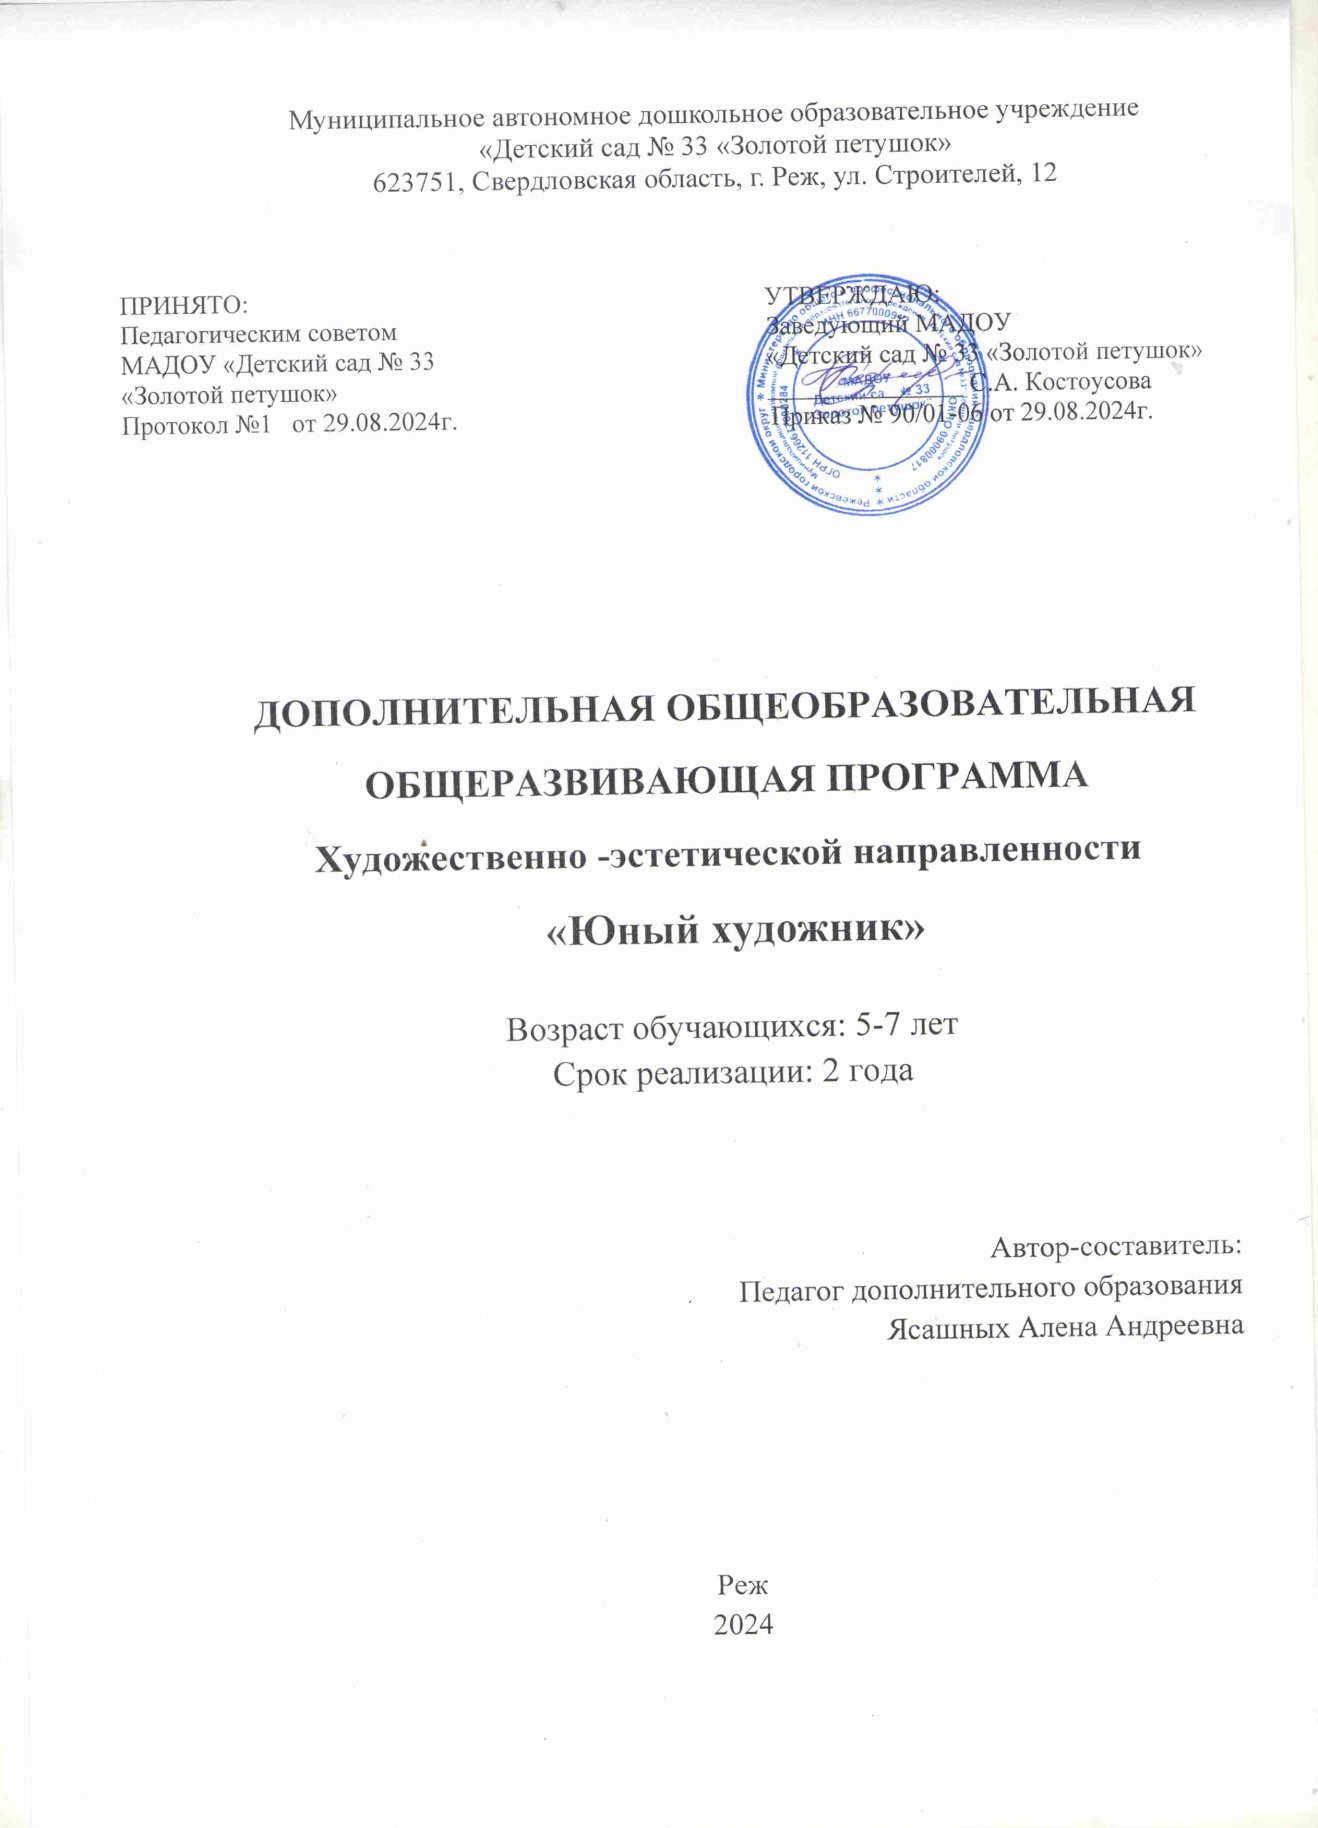 Муниципальное автономное дошкольное образовательное учреждение
«Детский сад № 33 «Золотой петушок»
623751, Свердловская область, г. Реж, ул. Строителей, 12
ПРИНЯТО:
Педагогическим советом
МАДОУ «Детский сад № 33
«Золотой петушок»
Протокол №1 от 29.08.2024г.
УТВЕРЖДАЮ:
Заведующий МАДОУ
«Детский сад № 33 «Золотой петушок»
С.А. Костоусова
Приказ № 90/01-06 от 29.08.2024г.
МАДОУ
№ 33
ДОПОЛНИТЕЛЬНАЯ ОБЩЕОБРАЗОВАТЕЛЬНАЯ
ОБЩЕРАЗВИВАЮЩАЯ ПРОГРАММА
Художественно -эстетической направленности
«Юный художник»
Возраст обучающихся: 5-7 лет
Срок реализации: 2 года
Автор-составитель:
Педагог дополнительного образования
Ясашных Алена Андреевна
Реж
2024